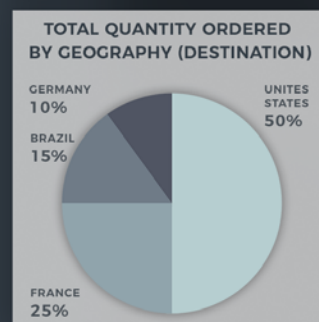 TOTAL QUANTITY ORDERED
BY GEOGRAPHY (DESTINATION)
GERMANY
10%
UNITES
STATES
50%
BRAZIL
15%
FRANCE
25%